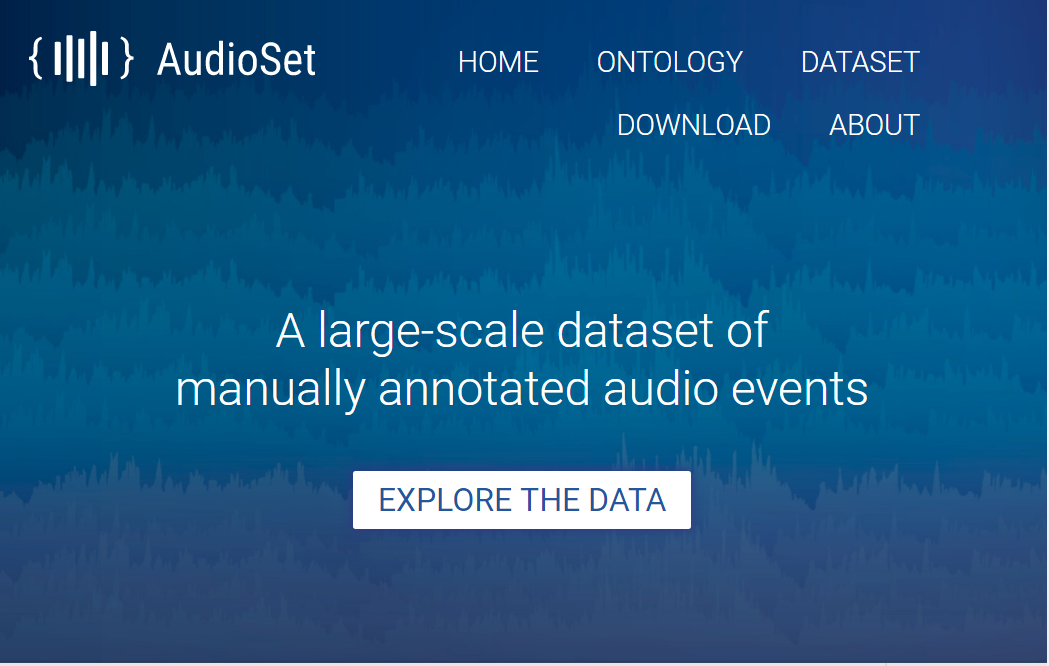 { } AudioSet
HOME ONTOLOGY DATASET
DOWNLOAD ABOUT
A large-scale dataset of
manually annotated audio events
EXPLORE THE DATA